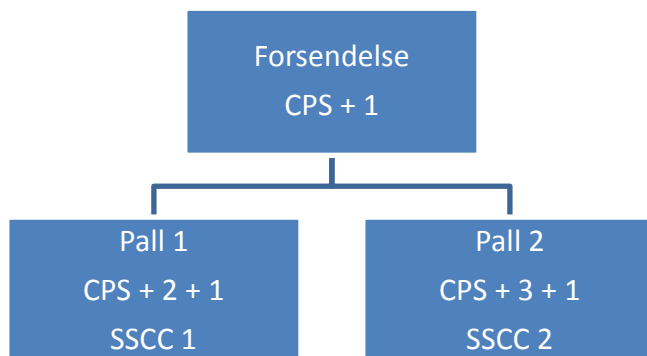 Forsendelse
CPS + 1
Pall 1
CPS + 2 + 1
SSCC 1
Pall 2
CPS + 3 + 1
SSCC 2